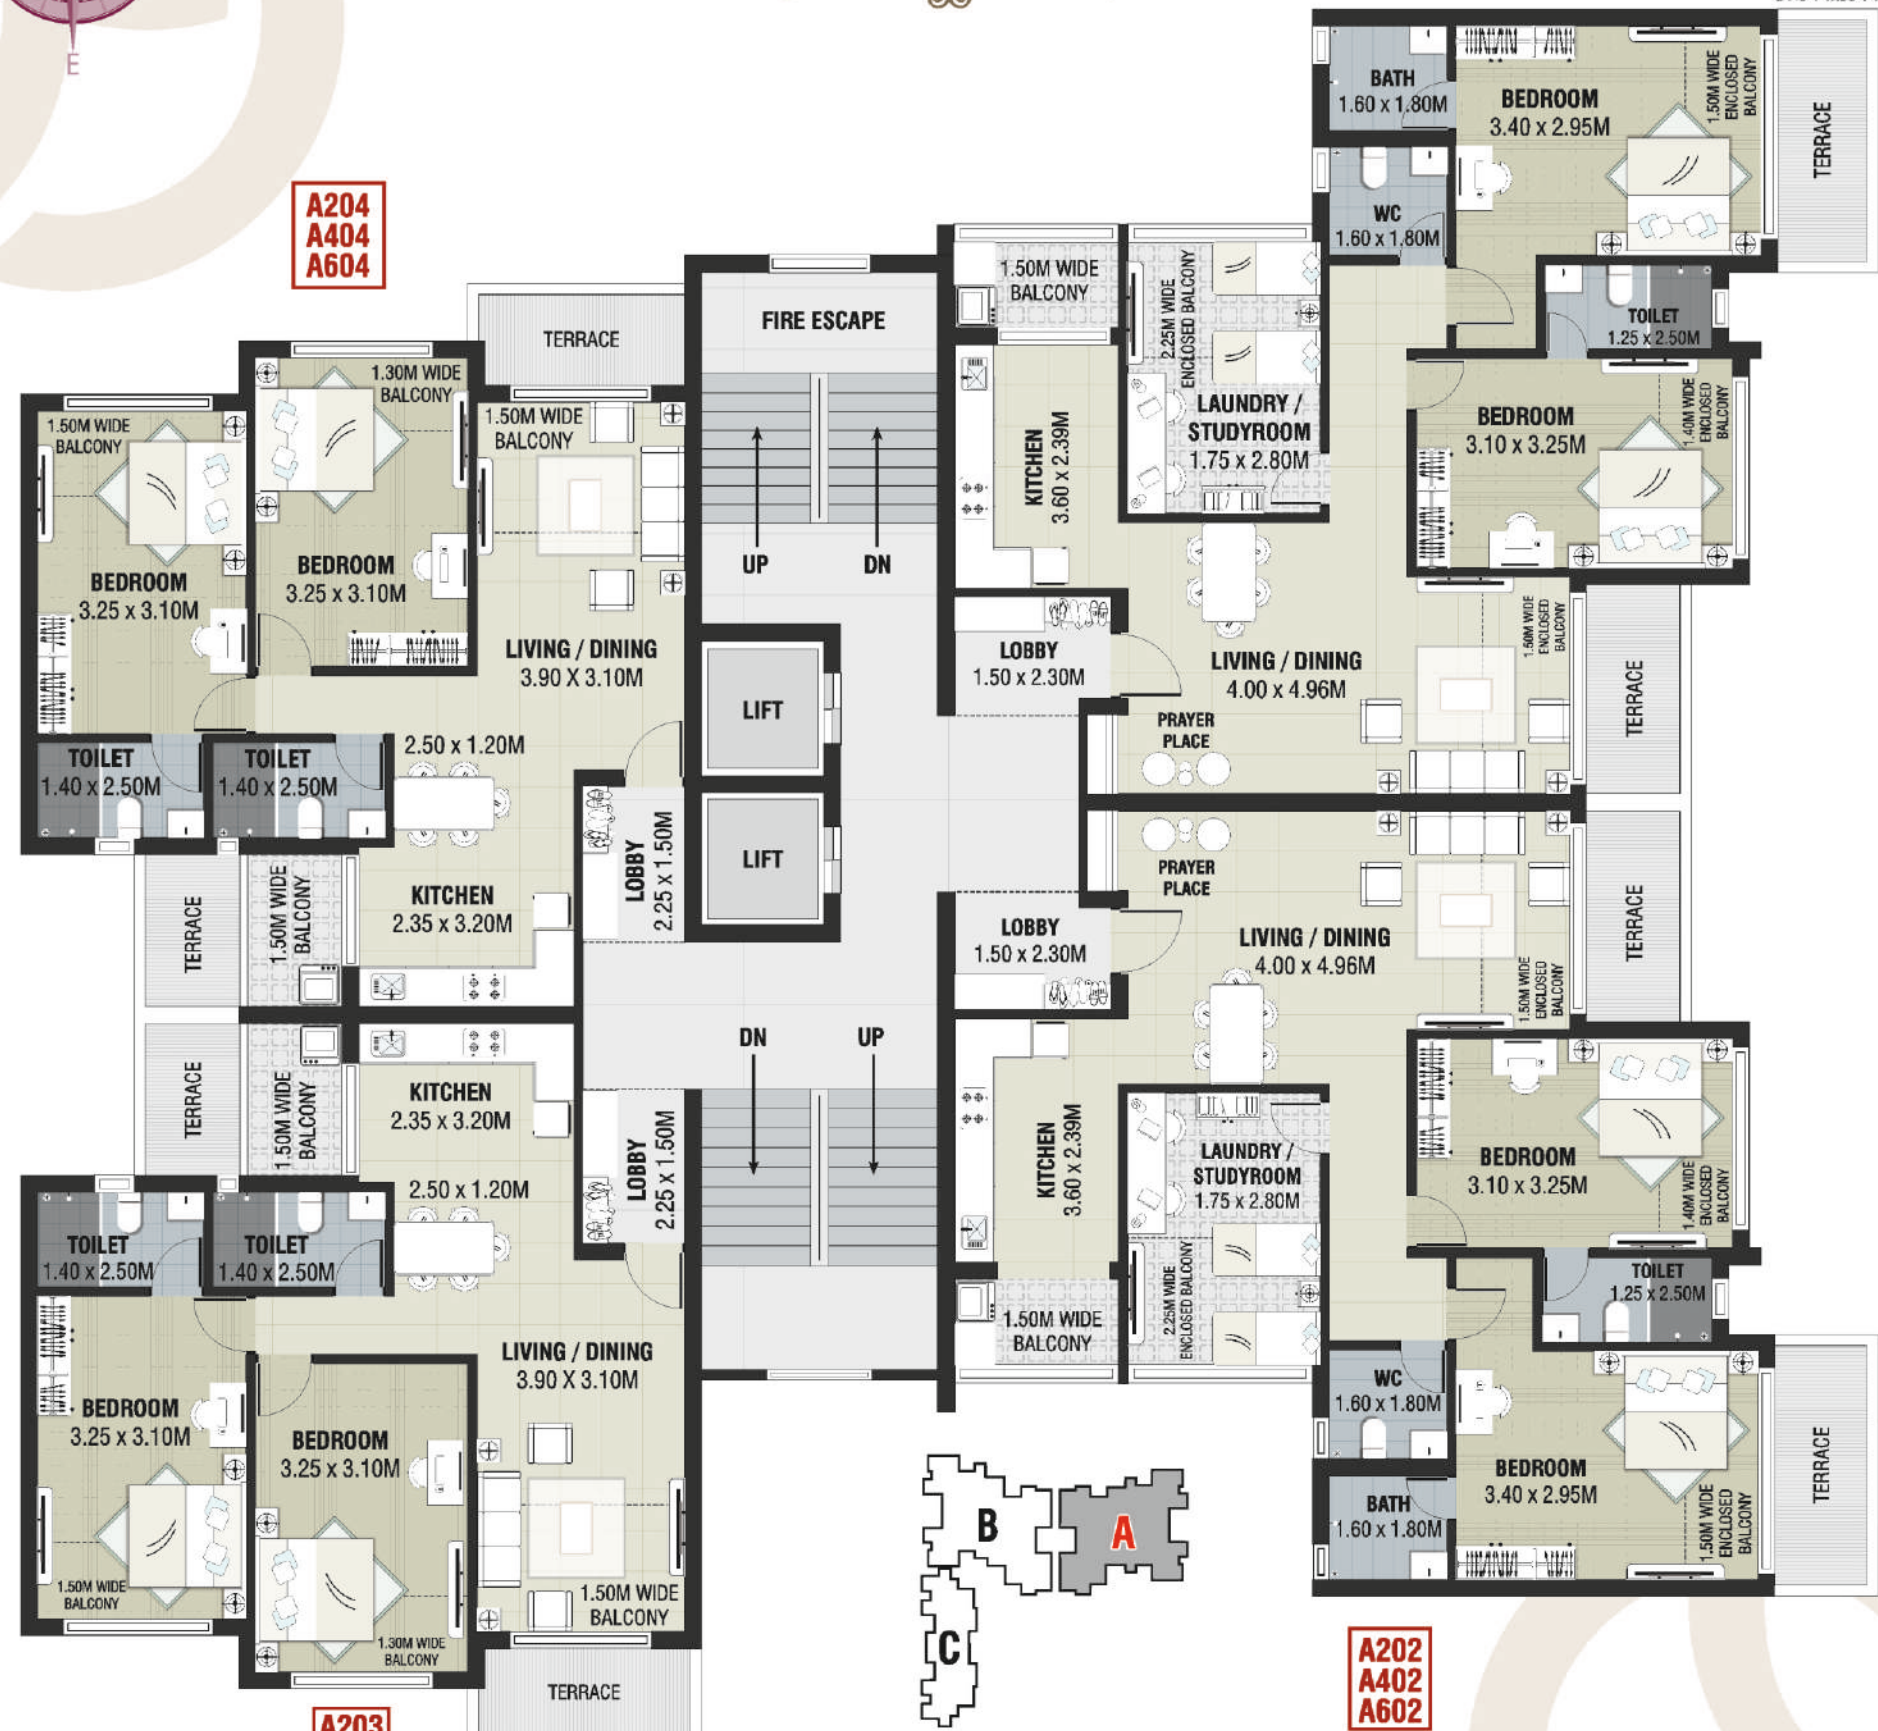 E
A204
A404
A604
BATH
1.60 x 1.80M
BEDROOM
3.40 x 2.95M
1.50M WIDE
ENCLOSED
BALCONY
TERRACE
WC
1.60 x 1.80M
TOILET
1.25 x 2.50M
1.50M WIDE
BALCONY
2.25M WIDE
ENCLOSED BALCONY
LAUNDRY /
STUDYROOM
1.75 x 2.80M
KITCHEN
3.60 x 2.39M
BEDROOM
3.10 x 3.25M
1.40M WIDE
ENCLOSED
BALCONY
FIRE ESCAPE
UP
DN
TERRACE
1.50M WIDE
BALCONY
1.30M WIDE
BALCONY
1.50M WIDE
BALCONY
BEDROOM
3.25 x 3.10M
BEDROOM
3.25 x 3.10M
LIVING / DINING
3.90 X 3.10M
LIFT
LOBBY
1.50 x 2.30M
LIVING / DINING
4.00 x 4.96M
1.50M WIDE
ENCLOSED
BALCONY
TERRACE
PRAYER
PLACE
TOILET
1.40 x 2.50M
TOILET
1.40 x 2.50M
2.50 x 1.20M
LOBBY
2.25 x 1.50M
LIFT
KITCHEN
2.35 x 3.20M
1.50M WIDE
BALCONY
TERRACE
PRAYER
PLACE
LOBBY
1.50 x 2.30M
LIVING / DINING
4.00 x 4.96M
1.50M WIDE
ENCLOSED
BALCONY
TERRACE
TERRACE
1.50M WIDE
BALCONY
KITCHEN
2.35 x 3.20M
2.50 x 1.20M
LOBBY
2.25 x 1.50M
DN
UP
KITCHEN
3.60 x 2.39M
LAUNDRY /
STUDYROOM
1.75 x 2.80M
2.25M WIDE
ENCLOSED BALCONY
1.50M WIDE
BALCONY
BEDROOM
3.10 x 3.25M
1.40M WIDE
ENCLOSED
BALCONY
TOILET
1.25 x 2.50M
TOILET
1.40 x 2.50M
TOILET
1.40 x 2.50M
LIVING / DINING
3.90 X 3.10M
BEDROOM
3.25 x 3.10M
BEDROOM
3.25 x 3.10M
1.50M WIDE
BALCONY
1.30M WIDE
BALCONY
1.50M WIDE
BALCONY
TERRACE
WC
1.60 x 1.80M
BATH
1.60 x 1.80M
BEDROOM
3.40 x 2.95M
1.50M WIDE
ENCLOSED
BALCONY
TERRACE
B
A
C
A203
A202
A402
A602